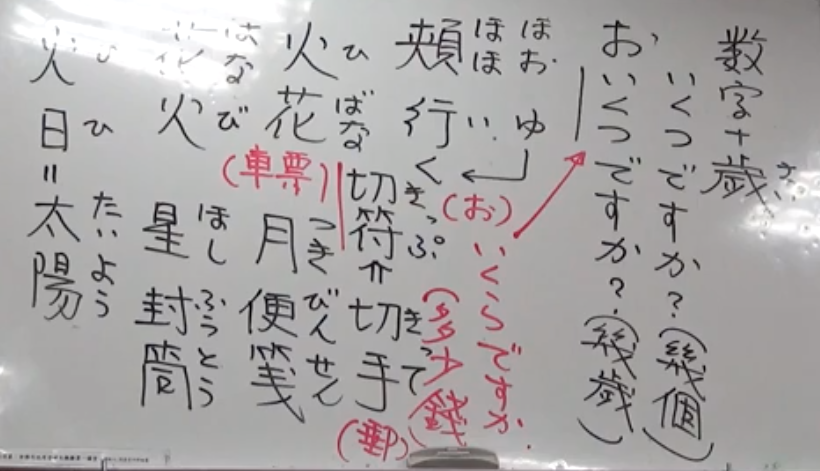 数字+歳さい
いくつですか?(幾個)
おいくつですか?(幾歳)
(お)いくらですか
(多少錢)
ほお
ほほ
頬
ゆ
い
行く
切符きっぷ≠切手きって
(郵)
(車票)
火花ひばな
月つき
便箋びんせん
花火はなび
星ほし
封筒ふうとう
火ひ
日ひ=太陽たいよう